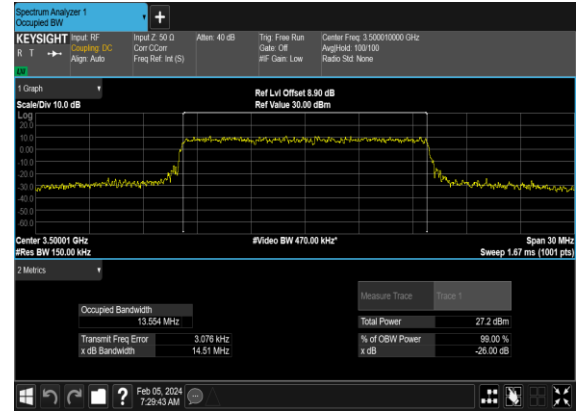 Spectrum Analyzer 1
Occupied BW
KEYSIGHT Input: RF Input Z: 50 Ω Atten: 40 dB Trig: Free Run Center Freq: 3.500010000 GHz
R T Coupling: DC Corr CCorr Gate: Off Avg|Hold: 100/100
Align: Auto Freq Ref: Int (S) #IF Gain: Low Radio Std: None
LU
1 Graph Ref Lvl Offset 8.90 dB
Scale/Div 10.0 dB Ref Value 30.00 dBm
Log
20.0
10.0
0.00
-10.0
-20.0
-30.0
-40.0
-50.0
-60.0
Center 3.50001 GHz #Video BW 470.00 kHz* Span 30 MHz
#Res BW 150.00 kHz Sweep 1.67 ms (1001 pts)
2 Metrics
Measure Trace Trace 1
Occupied Bandwidth
13.554 MHz Total Power 27.2 dBm
Transmit Freq Error 3.076 kHz % of OBW Power 99.00 %
x dB Bandwidth 14.51 MHz x dB -26.00 dB
? Feb 05, 2024
7:29:43 AM